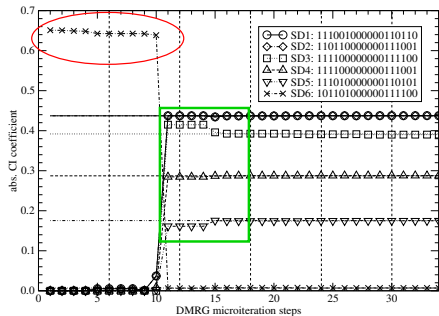 0.7
0.6
0.5
0.4
0.3
0.2
0.1
0.0
abs. CI coefficient
SD1: 111001000000110110
SD2: 110110000000111001
SD3: 111100000000111100
SD4: 111100000000111001
SD5: 111010000000110101
SD6: 101101000000111100
0 5 10 15 20 25 30
DMRG microiteration steps